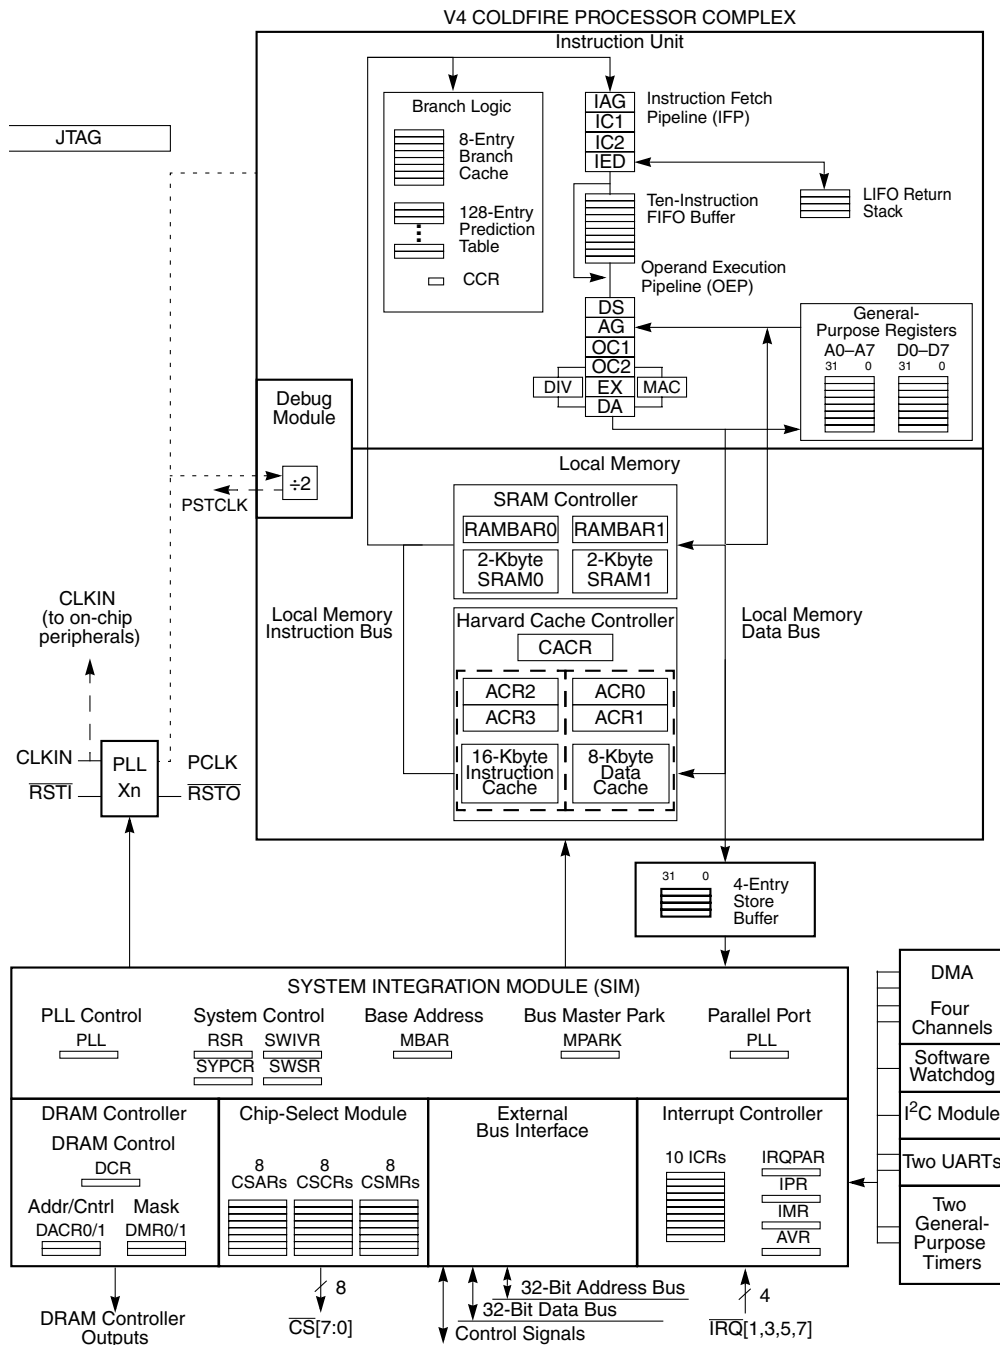 V4 COLDFIRE PROCESSOR COMPLEX
Instruction Unit
Branch Logic
8-Entry
Branch
Cache
128-Entry
Prediction
Table
CCR
IAG
IC1
IC2
IED
Instruction Fetch
Pipeline (IFP)
Ten-Instruction
FIFO Buffer
LIFO Return
Stack
Operand Execution
Pipeline (OEP)
DS
AG
OC1
OC2
DIV
EX
MAC
DA
General-
Purpose Registers
A0–A7
D0–D7
31 0
31 0
JTAG
Debug
Module
÷2
PSTCLK
Local Memory
SRAM Controller
RAMBAR0
RAMBAR1
2-Kbyte
SRAM0
2-Kbyte
SRAM1
Local Memory
Instruction Bus
Local Memory
Data Bus
Harvard Cache Controller
CACR
ACR2
ACR3
ACR0
ACR1
16-Kbyte
Instruction
Cache
8-Kbyte
Data
Cache
CLKIN
(to on-chip
peripherals)
CLKIN
RSTI
PLL
Xn
PCLK
RSTO
31 0
4-Entry
Store
Buffer
SYSTEM INTEGRATION MODULE (SIM)
PLL Control
PLL
System Control
RSR
SWIVR
SYPCR
SWSR
Base Address
MBAR
Bus Master Park
MPARK
Parallel Port
PLL
DRAM Controller
DRAM Control
DCR
Addr/Cntrl
Mask
DACR0/1
DMR0/1
Chip-Select Module
8
CSARs
8
CSCRs
8
CSMRs
External
Bus Interface
Interrupt Controller
10 ICRs
IRQPAR
IPR
IMR
AVR
DMA
Four
Channels
Software
Watchdog
I²C Module
Two UARTs
Two
General-
Purpose
Timers
DRAM Controller
Outputs
8
CS[7:0]
32-Bit Address Bus
32-Bit Data Bus
Control Signals
4
IRQ[1,3,5,7]